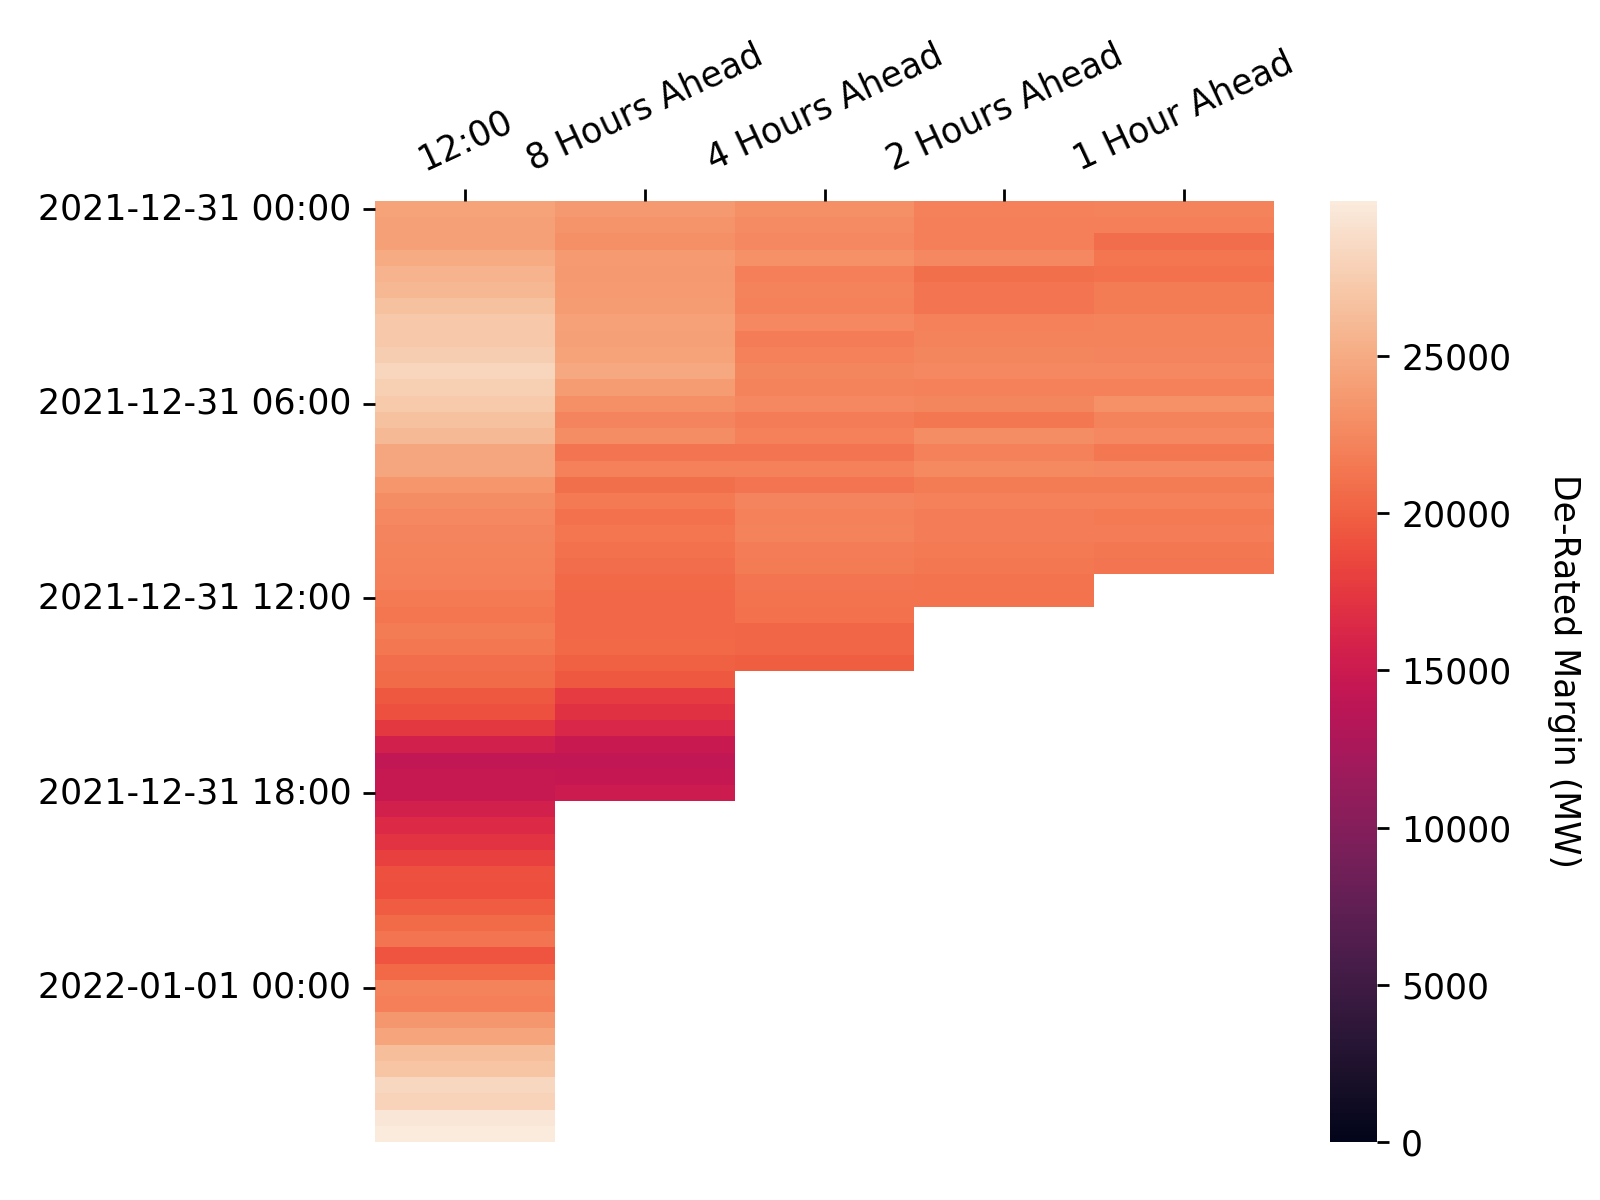 12:00
8 Hours Ahead
4 Hours Ahead
2 Hours Ahead
1 Hour Ahead
2021-12-31 00:00
2021-12-31 06:00
2021-12-31 12:00
2021-12-31 18:00
2022-01-01 00:00
25000
20000
15000
10000
5000
0
De-Rated Margin (MW)